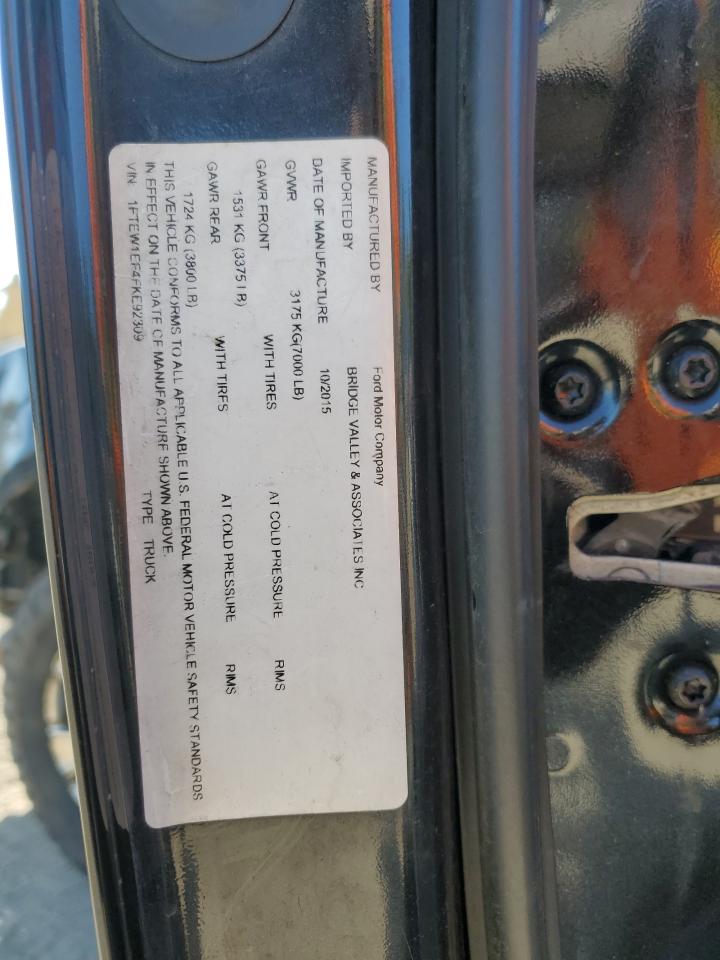 MANUFACTURED BY Ford Motor Company
IMPORTED BY BRIDGE VALLEY & ASSOCIATES INC
DATE OF MANUFACTURE 10/2015
GVWR 3175 KG(7000 LB)
GAWR FRONT WITH TIRES AT COLD PRESSURE RIMS
1531 KG (3375 LB)
GAWR REAR WITH TIRES AT COLD PRESSURE RIMS
1724 KG (3800 LB)
THIS VEHICLE CONFORMS TO ALL APPLICABLE U.S. FEDERAL MOTOR VEHICLE SAFETY STANDARDS
IN EFFECT ON THE DATE OF MANUFACTURE SHOWN ABOVE.
VIN: 1FTEW1EF4FKE92309 TYPE TRUCK